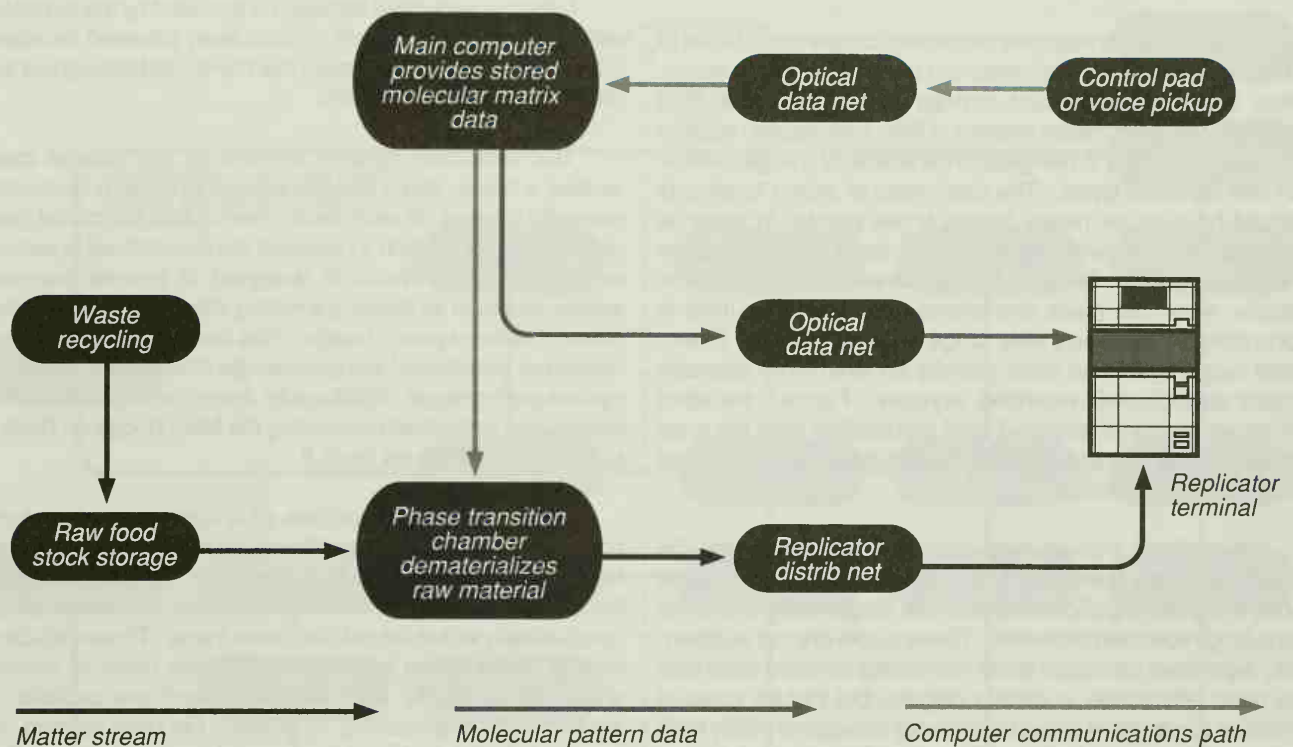 Main computer
provides stored
molecular matrix
data
Optical
data net
Control pad
or voice pickup
Waste
recycling
Optical
data net
Replicator
terminal
Raw food
stock storage
Phase transition
chamber
dematerializes
raw material
Replicator
distrib net
Matter stream
Molecular pattern data
Computer communications path